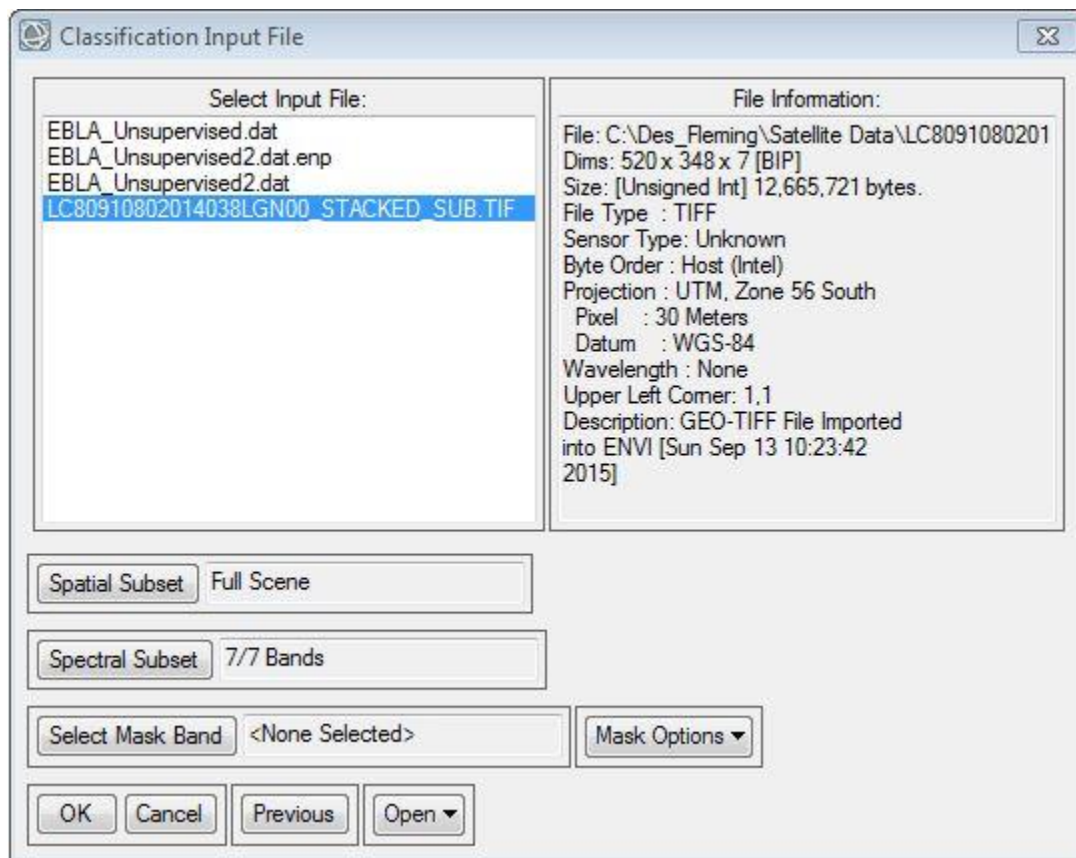 Classification Input File
Select Input File:
EBLA_Unsupervised.dat
EBLA_Unsupervised2.dat.enp
EBLA_Unsupervised2.dat
LC80910802014038LGN00_STACKED_SUB.TIF
File Information:
File: C:\Des_Fleming\Satellite Data\LC8091080201
Dims: 520 x 348 x 7 [BIP]
Size: [Unsigned Int] 12,665,721 bytes.
File Type : TIFF
Sensor Type: Unknown
Byte Order : Host (Intel)
Projection : UTM, Zone 56 South
Pixel : 30 Meters
Datum : WGS-84
Wavelength : None
Upper Left Corner: 1,1
Description: GEO-TIFF File Imported
into ENVI [Sun Sep 13 10:23:42
2015]
Spatial Subset Full Scene
Spectral Subset 7/7 Bands
Select Mask Band <None Selected> Mask Options
OK Cancel Previous Open